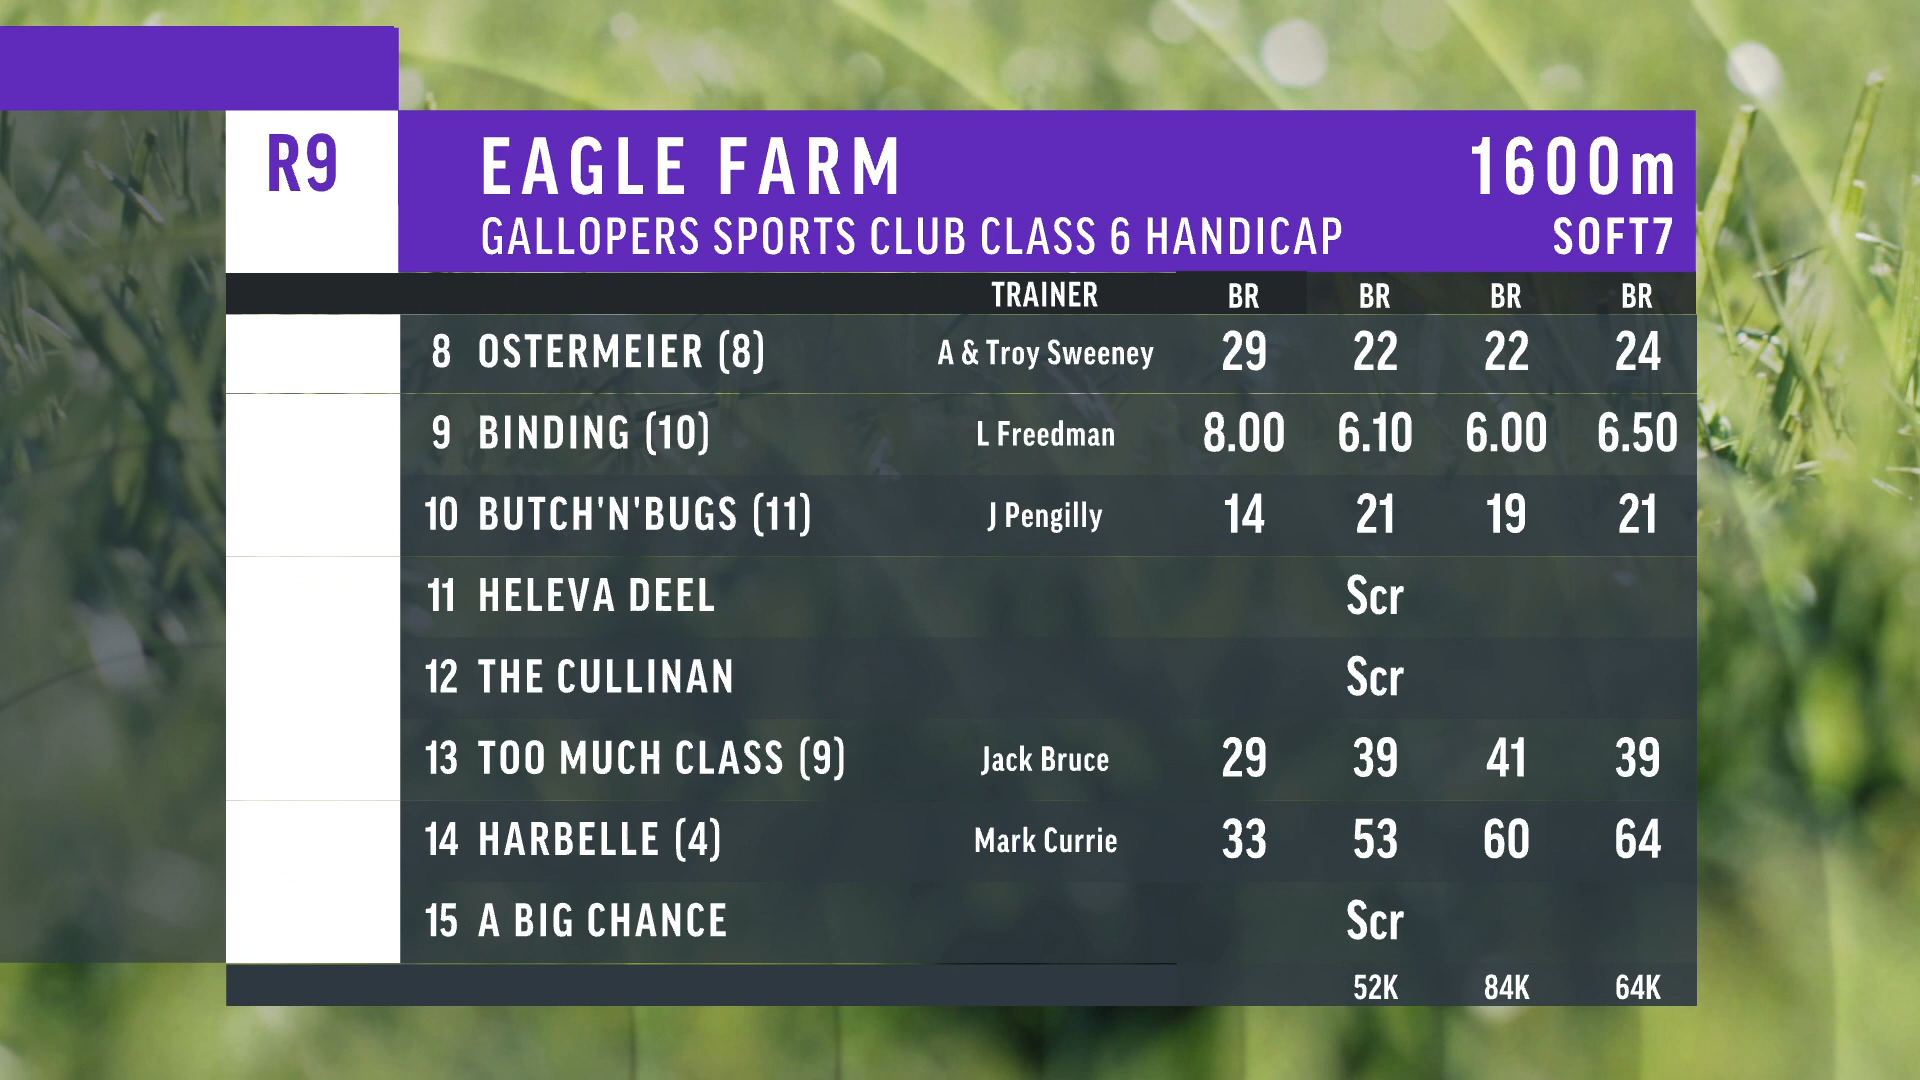 R9
EAGLE FARM 1600m
GALLOPERS SPORTS CLUB CLASS 6 HANDICAP SOFT7
TRAINER BR BR BR BR
8 OSTERMEIER (8) A & Troy Sweeney 29 22 22 24
9 BINDING (10) L Freedman 8.00 6.10 6.00 6.50
10 BUTCH'N'BUGS (11) J Pengilly 14 21 19 21
11 HELEVA DEEL Scr
12 THE CULLINAN Scr
13 TOO MUCH CLASS (9) Jack Bruce 29 39 41 39
14 HARBELLE (4) Mark Currie 33 53 60 64
15 A BIG CHANCE Scr
52K 84K 64K